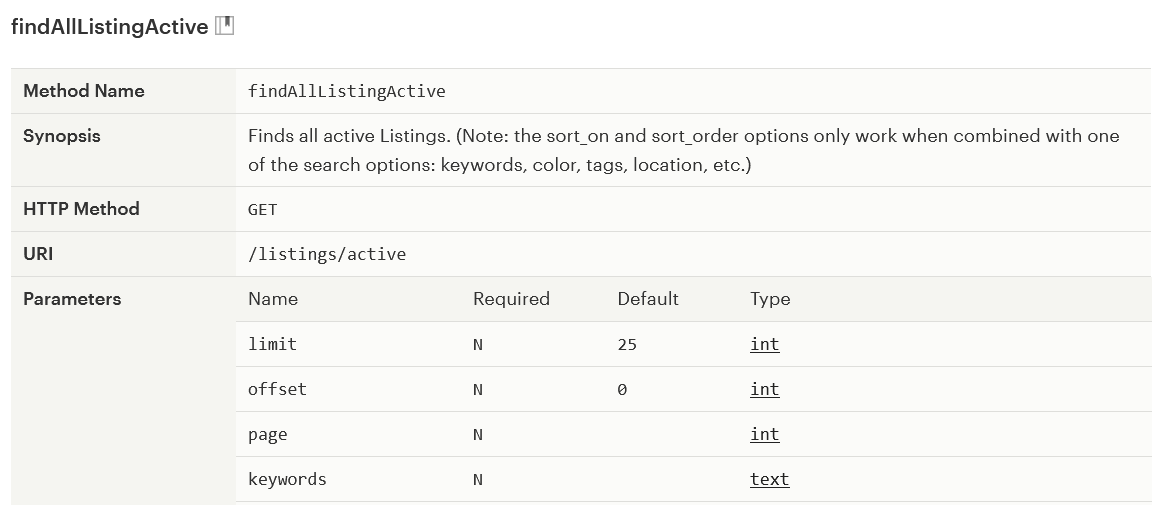 findAllListingActive
Method Name findAllListingActive
Synopsis Finds all active Listings. (Note: the sort_on and sort_order options only work when combined with one
of the search options: keywords, color, tags, location, etc.)
HTTP Method GET
URI /listings/active
Parameters Name Required Default Type
limit N 25 int
offset N 0 int
page N int
keywords N text